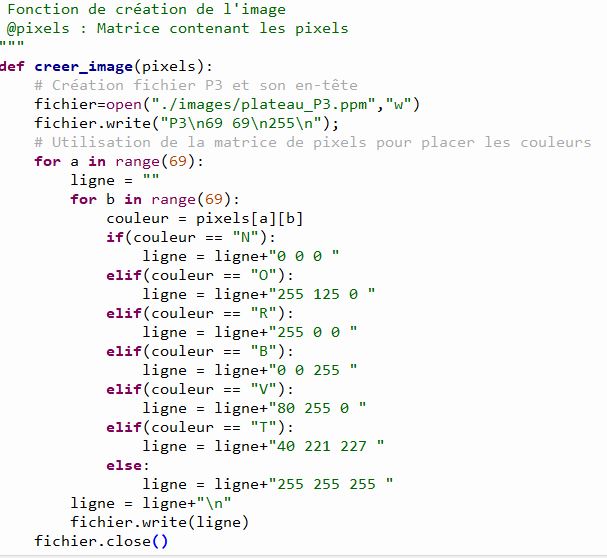 Fonction de création de l'image
@pixels : Matrice contenant les pixels
"""
def creer_image(pixels):
# Création fichier P3 et son en-tête
fichier=open("./images/plateau_P3.ppm","w")
fichier.write("P3\n69 69\n255\n");
# Utilisation de la matrice de pixels pour placer les couleurs
for a in range(69):
ligne = ""
for b in range(69):
couleur = pixels[a][b]
if(couleur == "N"):
ligne = ligne+"0 0 0 "
elif(couleur == "O"):
ligne = ligne+"255 125 0 "
elif(couleur == "R"):
ligne = ligne+"255 0 0 "
elif(couleur == "B"):
ligne = ligne+"0 0 255 "
elif(couleur == "V"):
ligne = ligne+"80 255 0 "
elif(couleur == "T"):
ligne = ligne+"40 221 227 "
else:
ligne = ligne+"255 255 255 "
ligne = ligne+"\n"
fichier.write(ligne)
fichier.close()